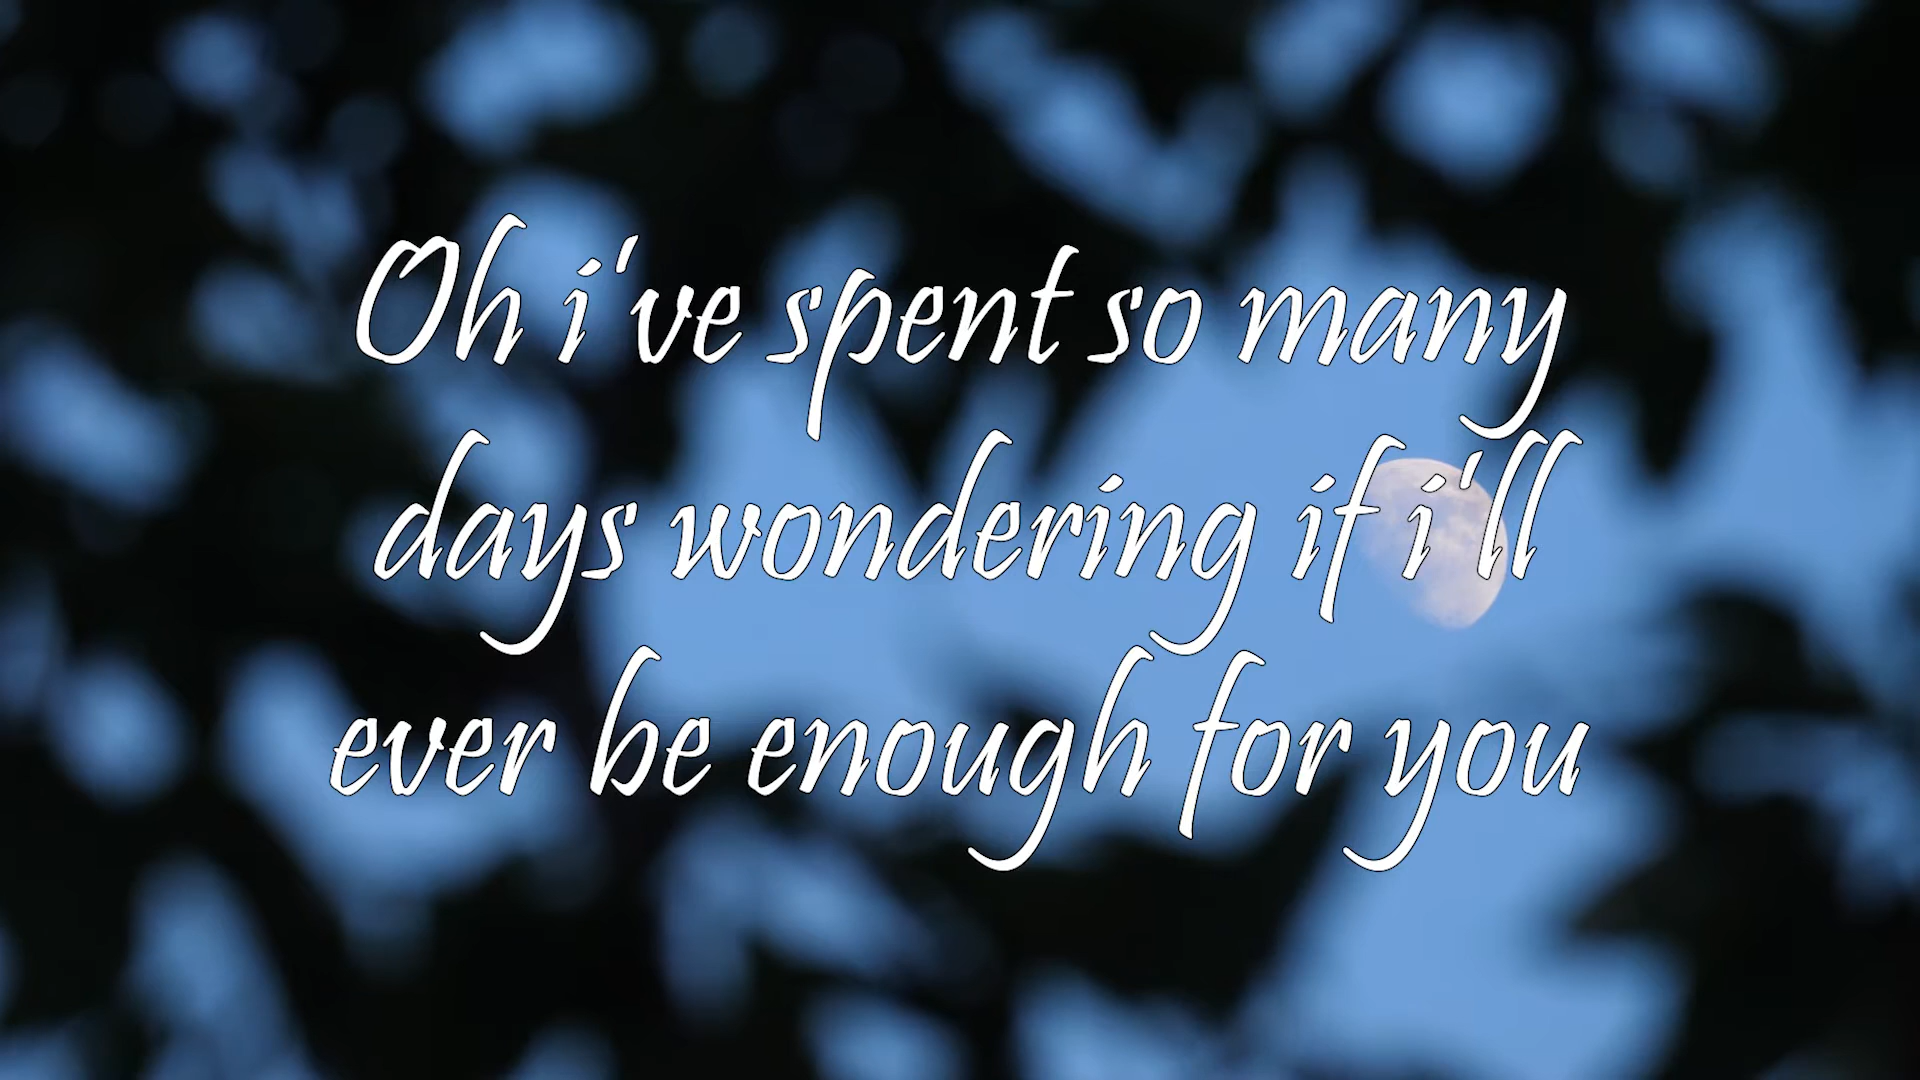 Oh i've spent so many
days wondering if i'll
ever be enough for you